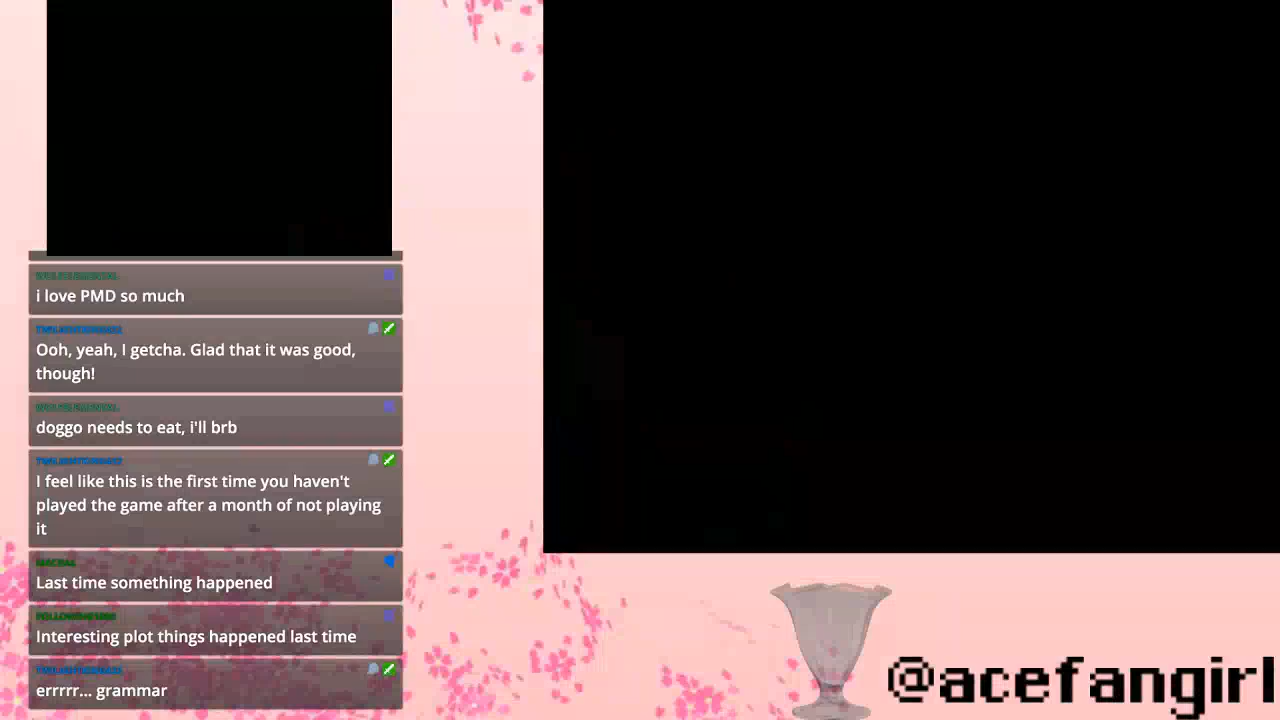 i love PMD so much
Ooh, yeah, I getcha. Glad that it was good,
though!
doggo needs to eat, i'll brb
I feel like this is the first time you haven't
played the game after a month of not playing
it
Last time something happened
Interesting plot things happened last time
errrrr... grammar
@acefangirl